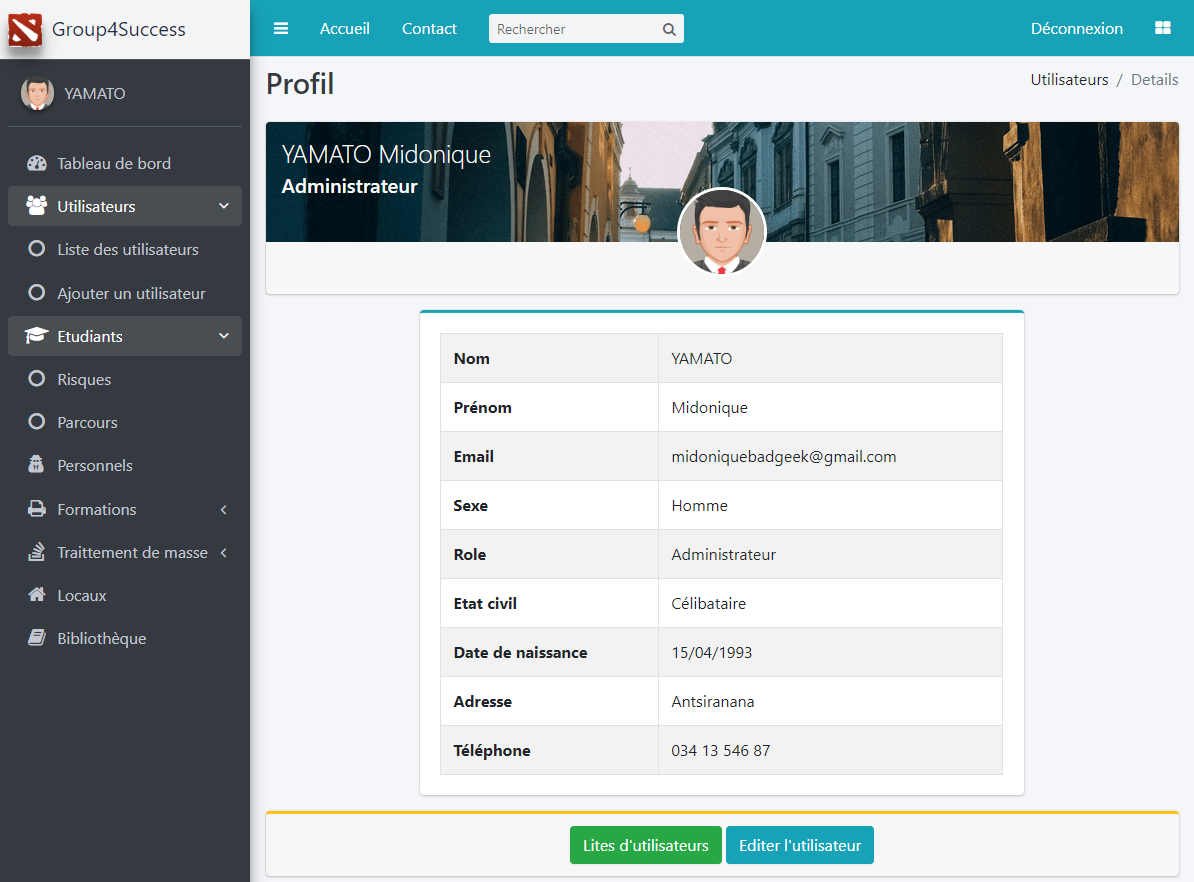 Group4Success
Accueil
Contact
Rechercher
Déconnexion
YAMATO
Tableau de bord
Utilisateurs
Liste des utilisateurs
Ajouter un utilisateur
Etudiants
Risques
Parcours
Personnels
Formations
Traittement de masse
Locaux
Bibliothèque
Profil
Utilisateurs / Details
YAMATO Midonique
Administrateur
Nom YAMATO
Prénom Midonique
Email midoniquebadgeek@gmail.com
Sexe Homme
Role Administrateur
Etat civil Célibataire
Date de naissance 15/04/1993
Adresse Antsiranana
Téléphone 034 13 546 87
Lites d'utilisateurs
Editer l'utilisateur